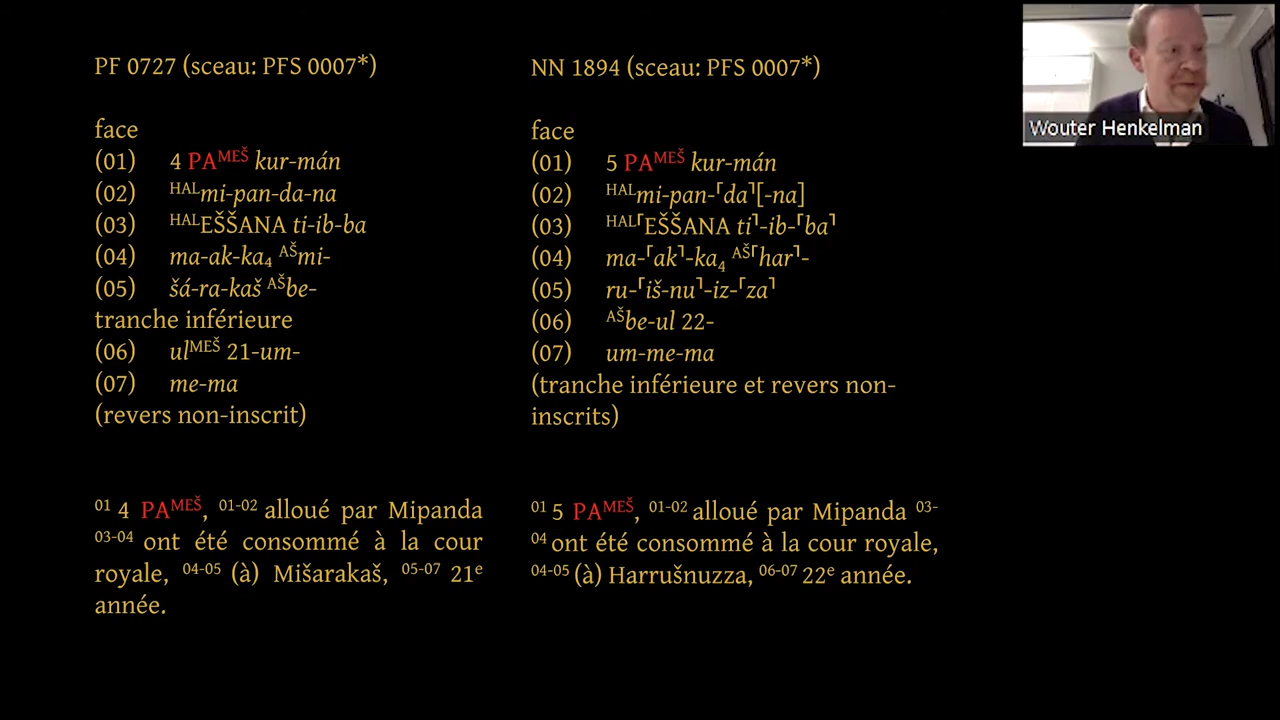 PF 0727 (sceau: PFS 0007*)
face
(01) 4 PAᴹᴱŠ kur-mán
(02) ᴴᴬᴸmi-pan-da-na
(03) ᴴᴬᴸEŠŠANA ti-ib-ba
(04) ma-ak-ka₄ ᴬŠmi-
(05) šá-ra-kaš ᴬŠbe-
tranche inférieure
(06) ulᴹᴱŠ 21-um-
(07) me-ma
(revers non-inscrit)
⁰¹ 4 PAᴹᴱŠ, ⁰¹⁻⁰² alloué par Mipanda
⁰³⁻⁰⁴ ont été consommé à la cour
royale, ⁰⁴⁻⁰⁵ (à) Mišarakaš, ⁰⁵⁻⁰⁷ 21ᵉ
année.
NN 1894 (sceau: PFS 0007*)
face
(01) 5 PAᴹᴱŠ kur-mán
(02) ᴴᴬᴸmi-pan-⸢da⸣[-na]
(03) ᴴᴬᴸ⸢EŠŠANA ti⸣-ib-⸢ba⸣
(04) ma-⸢ak⸣-ka₄ ᴬŠ⸢har⸣-
(05) ru-⸢iš-nu⸣-iz-⸢za⸣
(06) ᴬŠbe-ul 22-
(07) um-me-ma
(tranche inférieure et revers non-
inscrits)
⁰¹ 5 PAᴹᴱŠ, ⁰¹⁻⁰² alloué par Mipanda ⁰³⁻
⁰⁴ ont été consommé à la cour royale,
⁰⁴⁻⁰⁵ (à) Harrušnuzza, ⁰⁶⁻⁰⁷ 22ᵉ année.
Wouter Henkelman